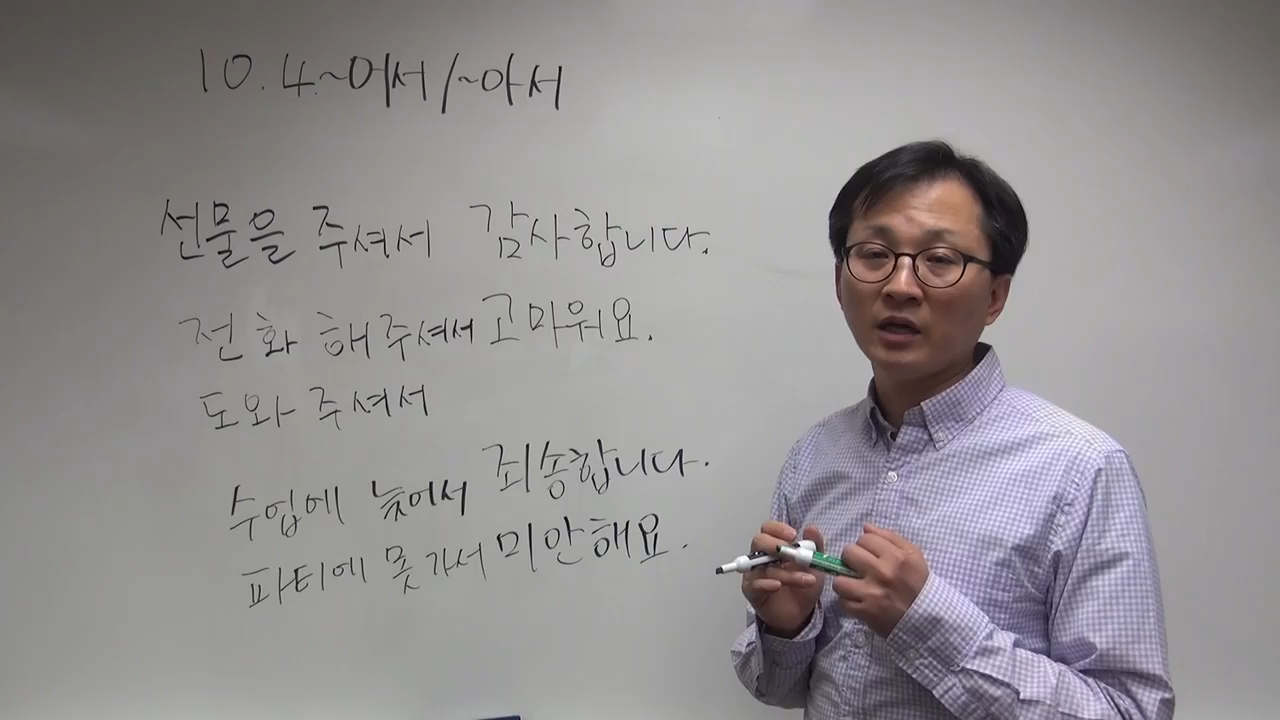 10.4 ~어서/~아서
선물을 주셔서 감사합니다.
전화 해주셔서 고마워요.
도와 주셔서
수업에 늦어서 죄송합니다.
파티에 못 가서 미안해요.